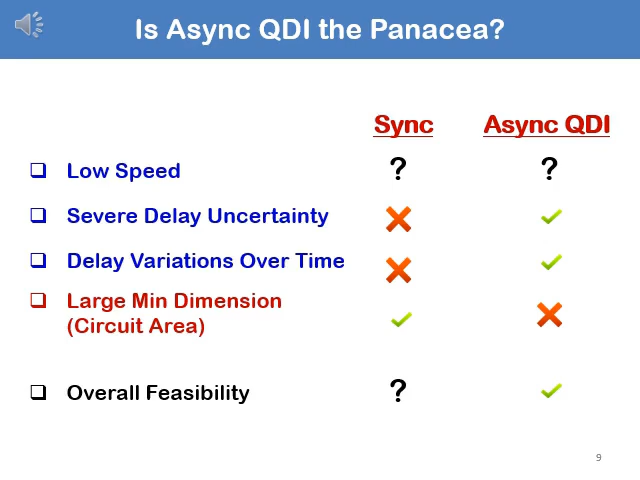 Is Async QDI the Panacea?
Sync Async QDI
❑ Low Speed ? ?
❑ Severe Delay Uncertainty ❌ ✓
❑ Delay Variations Over Time ❌ ✓
❑ Large Min Dimension
(Circuit Area) ✓ ❌
❑ Overall Feasibility ? ✓
9